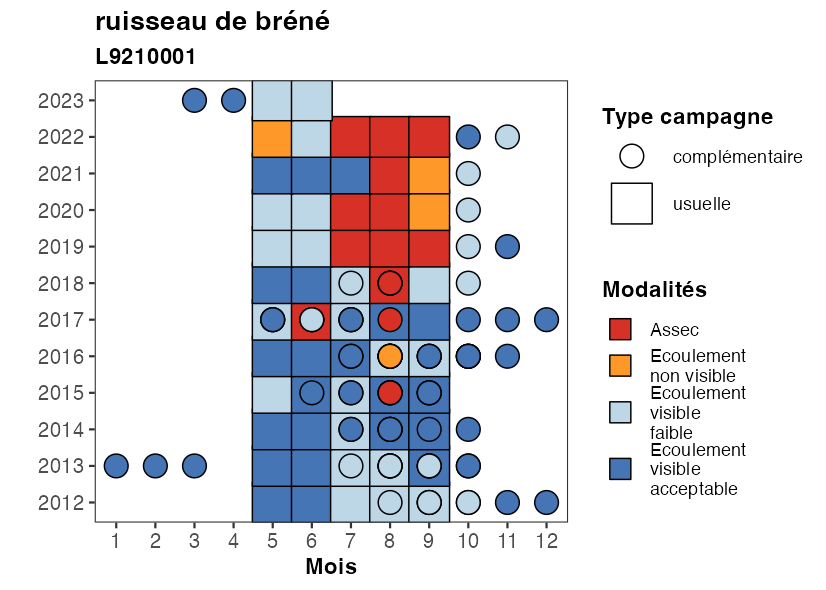 ruisseau de bréné
L9210001
2023
2022
2021
2020
2019
2018
2017
2016
2015
2014
2013
2012
1 2 3 4 5 6 7 8 9 10 11 12
Mois
Type campagne
complémentaire
usuelle
Modalités
Assec
Ecoulement
non visible
Ecoulement
visible
faible
Ecoulement
visible
acceptable